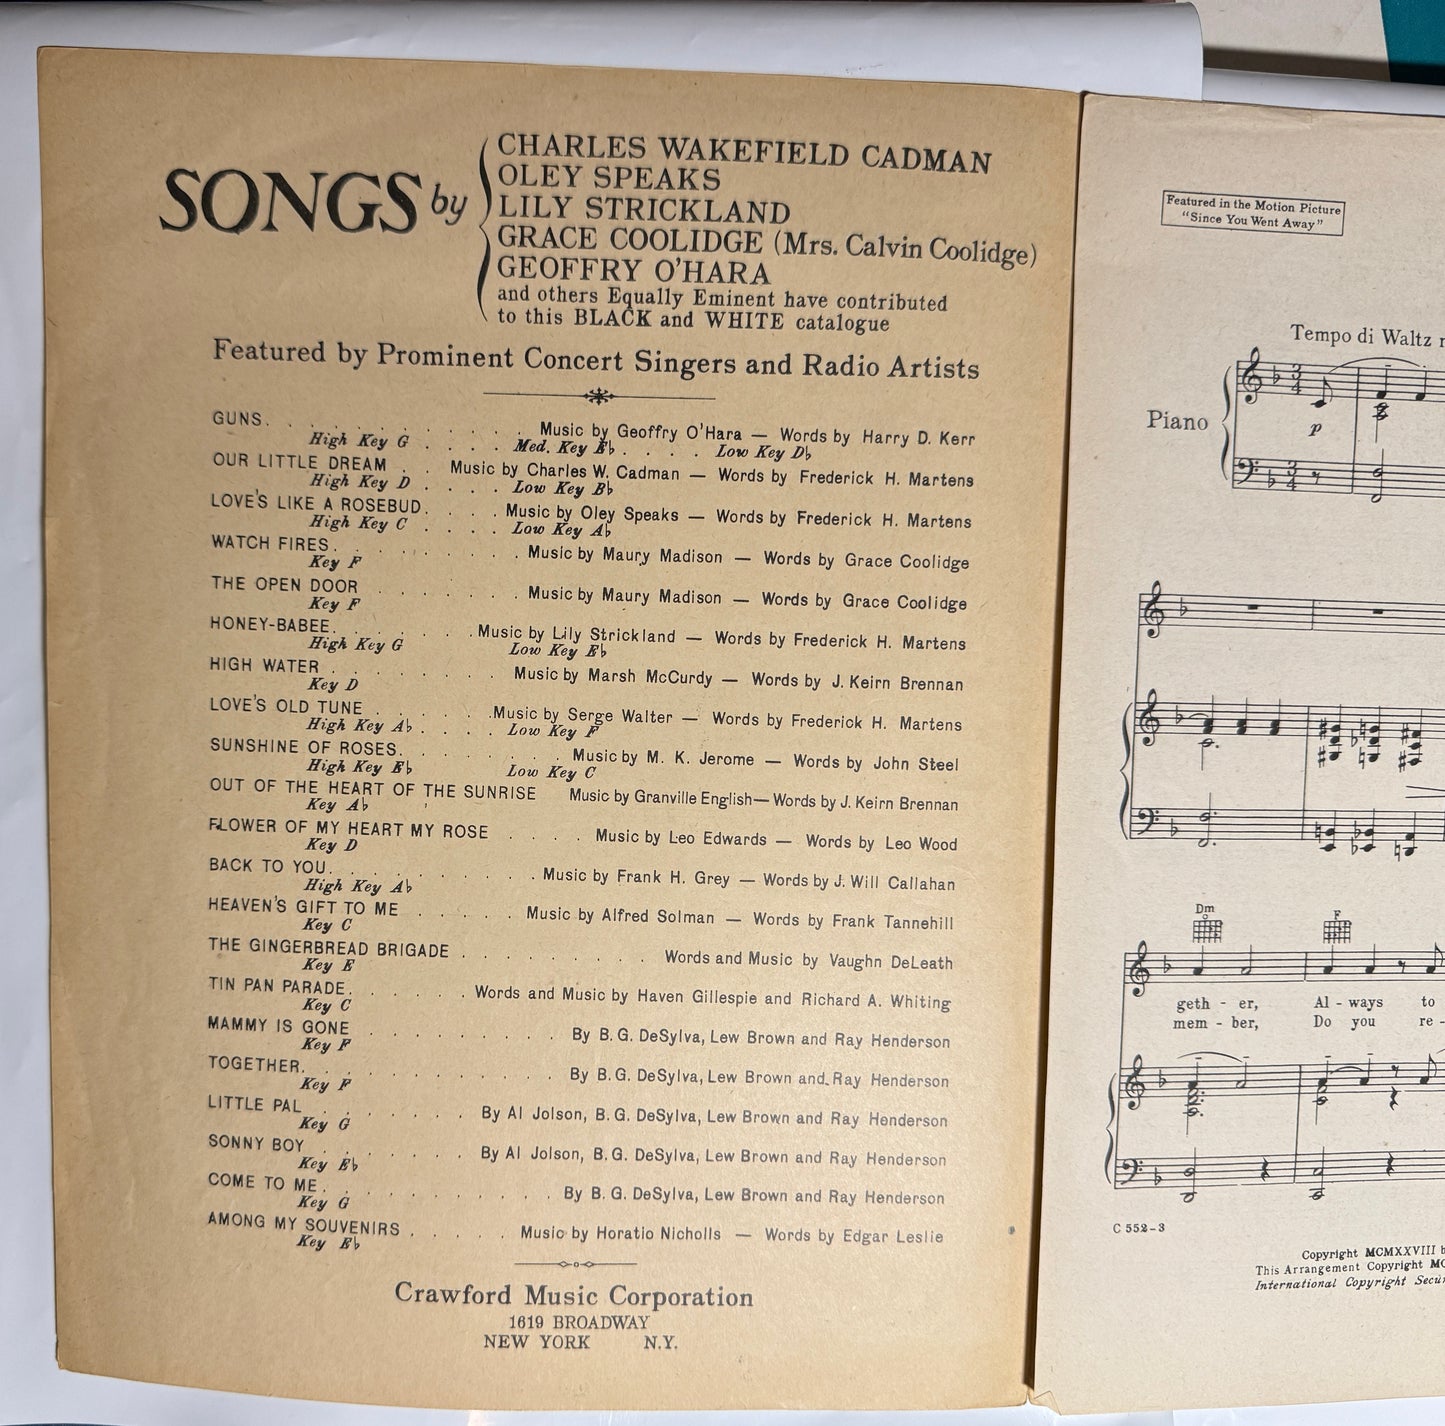 SONGS by
CHARLES WAKEFIELD CADMAN
OLEY SPEAKS
LILY STRICKLAND
GRACE COOLIDGE (Mrs. Calvin Coolidge)
GEOFFRY O'HARA
and others Equally Eminent have contributed
to this BLACK and WHITE catalogue
Featured by Prominent Concert Singers and Radio Artists
GUNS. . . . . . . . . . . . Music by Geoffry O'Hara — Words by Harry D. Kerr
High Key G . . . . Med. Key E♭ . . . . Low Key D♭
OUR LITTLE DREAM . . Music by Charles W. Cadman — Words by Frederick H. Martens
High Key D . . . . Low Key B♭
LOVE'S LIKE A ROSEBUD. . . . . Music by Oley Speaks — Words by Frederick H. Martens
High Key C . . . . Low Key A♭
WATCH FIRES. . . . . . . . Music by Maury Madison — Words by Grace Coolidge
Key F
THE OPEN DOOR . . . . . . . Music by Maury Madison — Words by Grace Coolidge
Key F
HONEY-BABEE. . . . . . . Music by Lily Strickland — Words by Frederick H. Martens
High Key G Low Key E♭
HIGH WATER . . . . . . . Music by Marsh McCurdy — Words by J. Keirn Brennan
Key D
LOVE'S OLD TUNE . . . . . . Music by Serge Walter — Words by Frederick H. Martens
High Key A♭ . . . . Low Key F
SUNSHINE OF ROSES. . . . . . Music by M. K. Jerome — Words by John Steel
High Key E♭ Low Key C
OUT OF THE HEART OF THE SUNRISE Music by Granville English — Words by J. Keirn Brennan
Key A♭
FLOWER OF MY HEART MY ROSE . . . . Music by Leo Edwards — Words by Leo Wood
Key D
BACK TO YOU. . . . . . . . . Music by Frank H. Grey — Words by J. Will Callahan
High Key A♭
HEAVEN'S GIFT TO ME . . . . . Music by Alfred Solman — Words by Frank Tannehill
Key C
THE GINGERBREAD BRIGADE . . . . . . . . . Words and Music by Vaughn DeLeath
Key E
TIN PAN PARADE. . . . . . . Words and Music by Haven Gillespie and Richard A. Whiting
Key C
MAMMY IS GONE . . . . . . . . By B. G. DeSylva, Lew Brown and Ray Henderson
Key F
TOGETHER. . . . . . . . . . By B. G. DeSylva, Lew Brown and Ray Henderson
Key F
LITTLE PAL . . . . . . . By Al Jolson, B. G. DeSylva, Lew Brown and Ray Henderson
Key G
SONNY BOY . . . . . . . By Al Jolson, B. G. DeSylva, Lew Brown and Ray Henderson
Key E♭
COME TO ME. . . . . . . . . . By B. G. DeSylva, Lew Brown and Ray Henderson
Key G
AMONG MY SOUVENIRS . . . . . Music by Horatio Nicholls — Words by Edgar Leslie
Key E♭
Crawford Music Corporation
1619 BROADWAY
NEW YORK N.Y.
Featured in the Motion Picture
"Since You Went Away"
Tempo di Waltz
Piano
p
Dm F
geth - er, Al - ways to
mem - ber, Do you re -
C 552-3
Copyright MCMXXVIII
This Arrangement Copyright
International Copyright